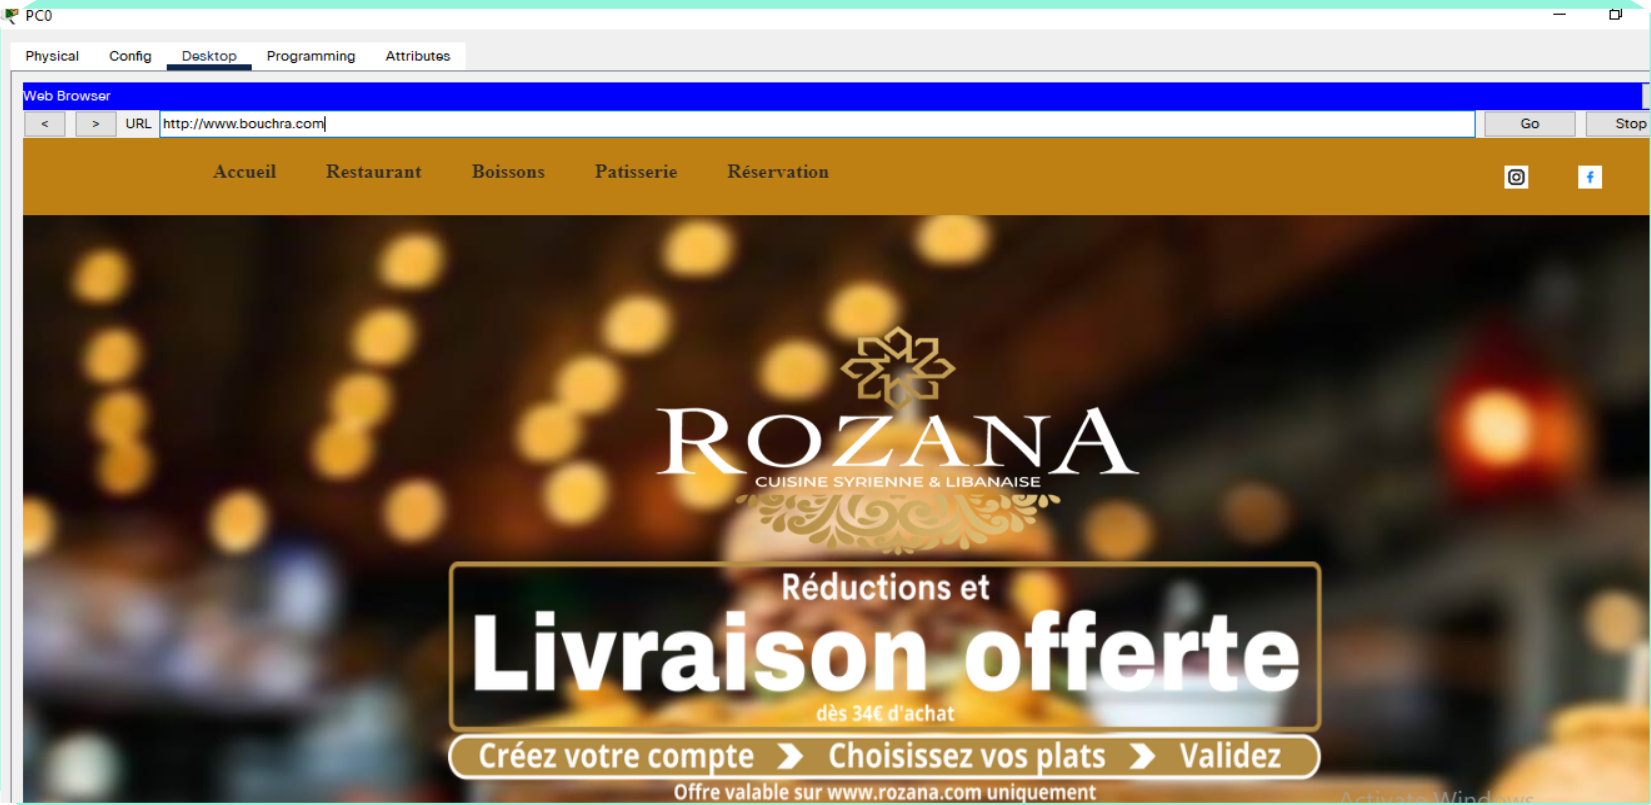 PC0
Physical Config Desktop Programming Attributes
Web Browser
< > URL http://www.bouchra.com Go Stop
Accueil Restaurant Boissons Patisserie Réservation
ROZANA
CUISINE SYRIENNE & LIBANAISE
Réductions et
Livraison offerte
dès 34€ d'achat
Créez votre compte Choisissez vos plats Validez
Offre valable sur www.rozana.com uniquement
Activate Windows